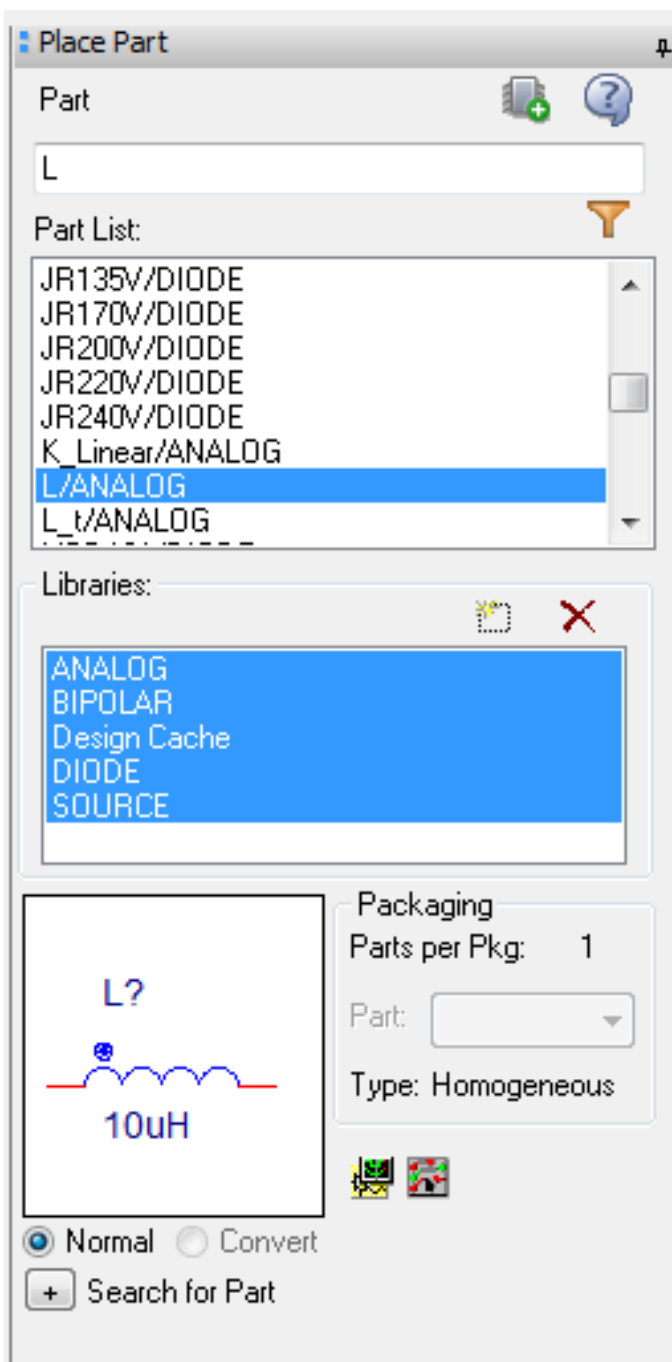 Place Part
Part
L
Part List:
JR135V/DIODE
JR170V/DIODE
JR200V/DIODE
JR220V/DIODE
JR240V/DIODE
K_Linear/ANALOG
L/ANALOG
L_t/ANALOG
Libraries:
ANALOG
BIPOLAR
Design Cache
DIODE
SOURCE
L?
10uH
Packaging
Parts per Pkg: 1
Part:
Type: Homogeneous
Normal Convert
+ Search for Part